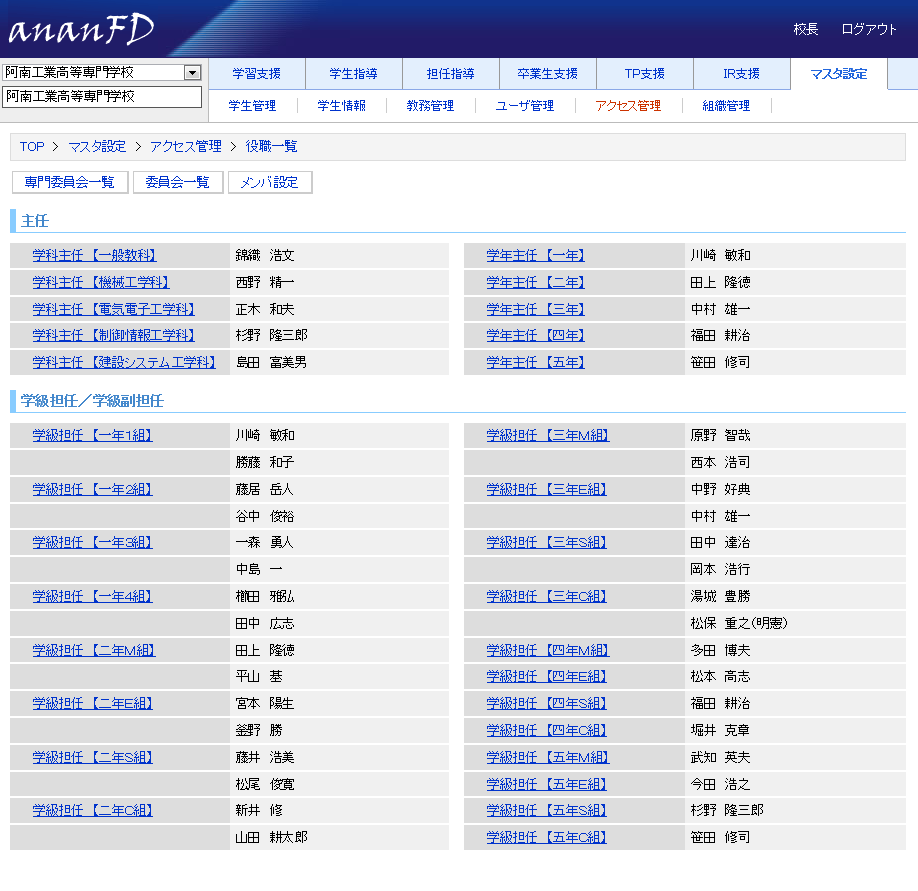 ananFD
校長 ログアウト
阿南工業高等専門学校
阿南工業高等専門学校
学習支援 学生指導 担任指導 卒業生支援 TP支援 IR支援 マスタ設定
学生管理 学生情報 教務管理 ユーザ管理 アクセス管理 組織管理
TOP > マスタ設定 > アクセス管理 > 役職一覧
専門委員会一覧 委員会一覧 メンバ設定
主任
学科主任 【一般教科】 錦織 浩文 学年主任 【一年】 川崎 敏和
学科主任 【機械工学科】 西野 精一 学年主任 【二年】 田上 隆徳
学科主任 【電気電子工学科】 正木 和夫 学年主任 【三年】 中村 雄一
学科主任 【制御情報工学科】 杉野 隆三郎 学年主任 【四年】 福田 耕治
学科主任 【建設システム工学科】 島田 富美男 学年主任 【五年】 笹田 修司
学級担任／学級副担任
学級担任 【一年1組】 川崎 敏和 学級担任 【三年M組】 原野 智哉
勝藤 和子 西本 浩司
学級担任 【一年2組】 藤居 岳人 学級担任 【三年E組】 中野 好典
谷中 俊裕 中村 雄一
学級担任 【一年3組】 一森 勇人 学級担任 【三年S組】 田中 達治
中島 一 岡本 浩行
学級担任 【一年4組】 櫛田 雅弘 学級担任 【三年C組】 湯城 豊勝
田中 広志 松保 重之(明憲)
学級担任 【二年M組】 田上 隆徳 学級担任 【四年M組】 多田 博夫
平山 基 学級担任 【四年E組】 松本 高志
学級担任 【二年E組】 宮本 陽生 学級担任 【四年S組】 福田 耕治
釜野 勝 学級担任 【四年C組】 堀井 克章
学級担任 【二年S組】 藤井 浩美 学級担任 【五年M組】 武知 英夫
松尾 俊寛 学級担任 【五年E組】 今田 浩之
学級担任 【二年C組】 新井 修 学級担任 【五年S組】 杉野 隆三郎
山田 耕太郎 学級担任 【五年C組】 笹田 修司